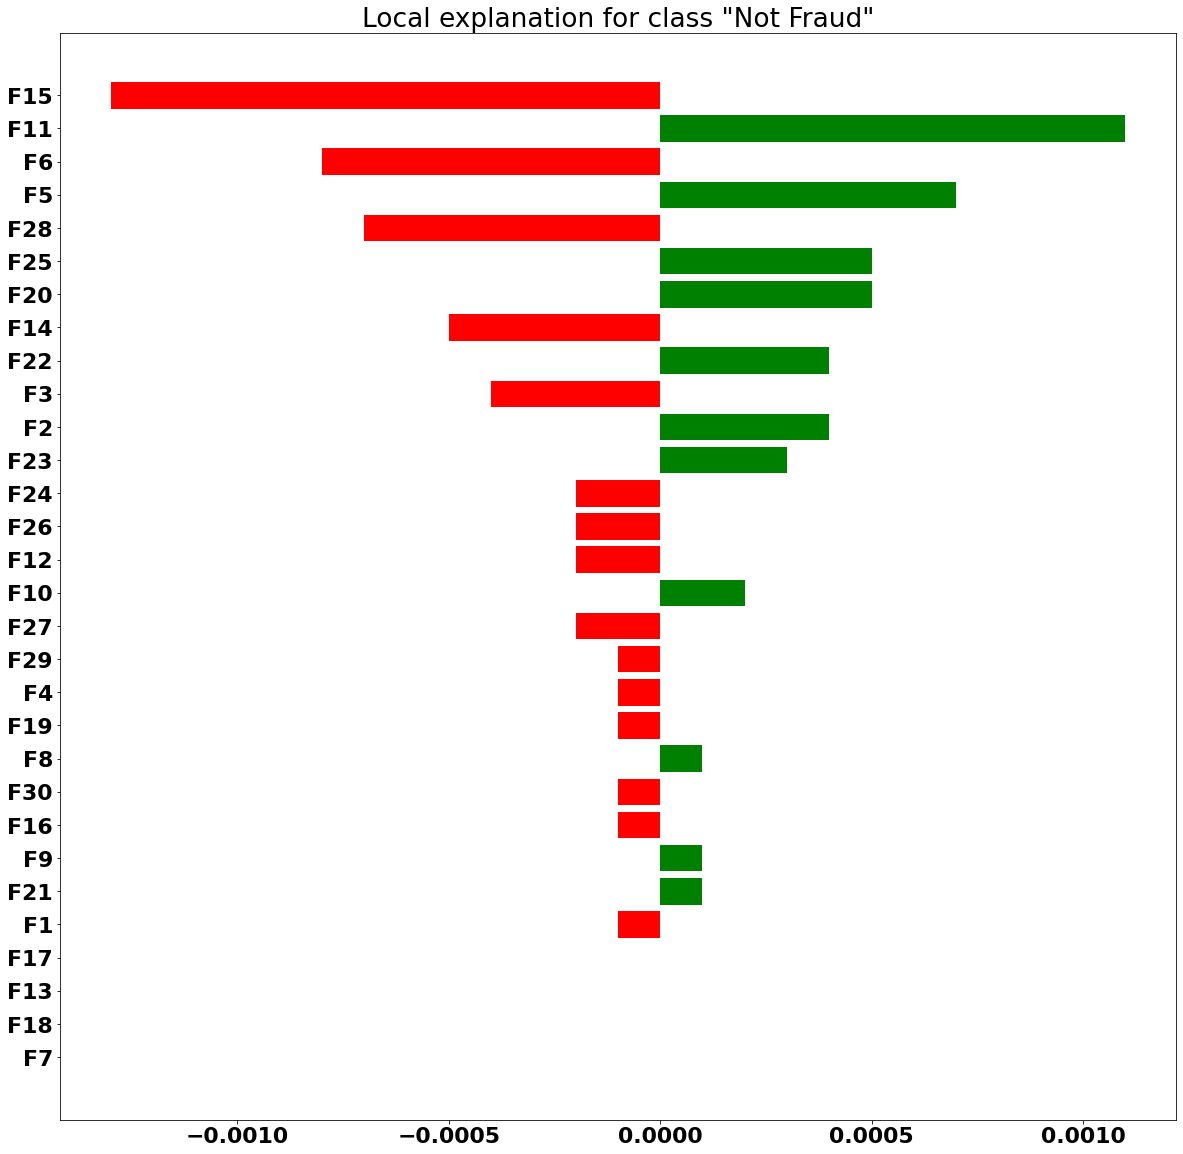 Local explanation for class "Not Fraud"
F15
F11
F6
F5
F28
F25
F20
F14
F22
F3
F2
F23
F24
F26
F12
F10
F27
F29
F4
F19
F8
F30
F16
F9
F21
F1
F17
F13
F18
F7
−0.0010 −0.0005 0.0000 0.0005 0.0010